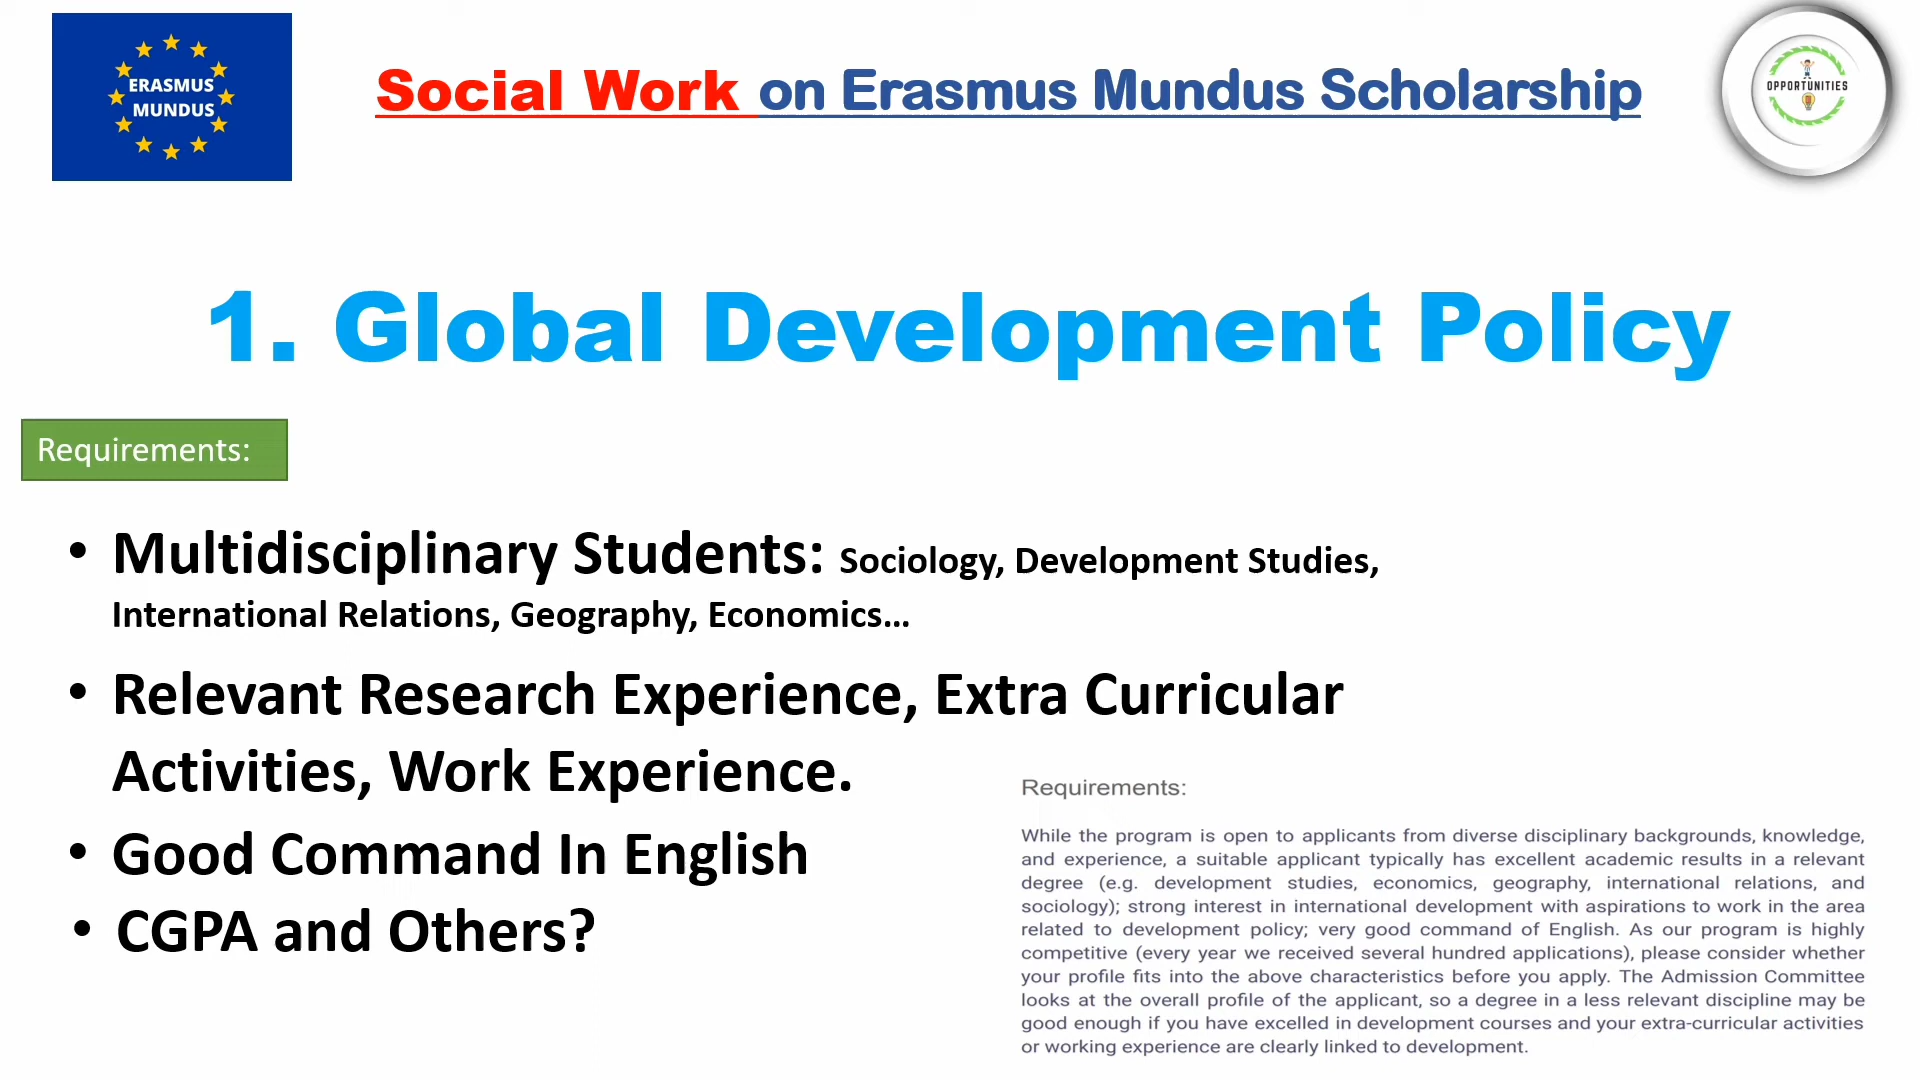 ERASMUS
MUNDUS
Social Work on Erasmus Mundus Scholarship
OPPORTUNITIES
1. Global Development Policy
Requirements:
• Multidisciplinary Students: Sociology, Development Studies,
International Relations, Geography, Economics...
• Relevant Research Experience, Extra Curricular
Activities, Work Experience.
• Good Command In English
• CGPA and Others?
Requirements:
While the program is open to applicants from diverse disciplinary backgrounds, knowledge,
and experience, a suitable applicant typically has excellent academic results in a relevant
degree (e.g. development studies, economics, geography, international relations, and
sociology); strong interest in international development with aspirations to work in the area
related to development policy; very good command of English. As our program is highly
competitive (every year we received several hundred applications), please consider whether
your profile fits into the above characteristics before you apply. The Admission Committee
looks at the overall profile of the applicant, so a degree in a less relevant discipline may be
good enough if you have excelled in development courses and your extra-curricular activities
or working experience are clearly linked to development.